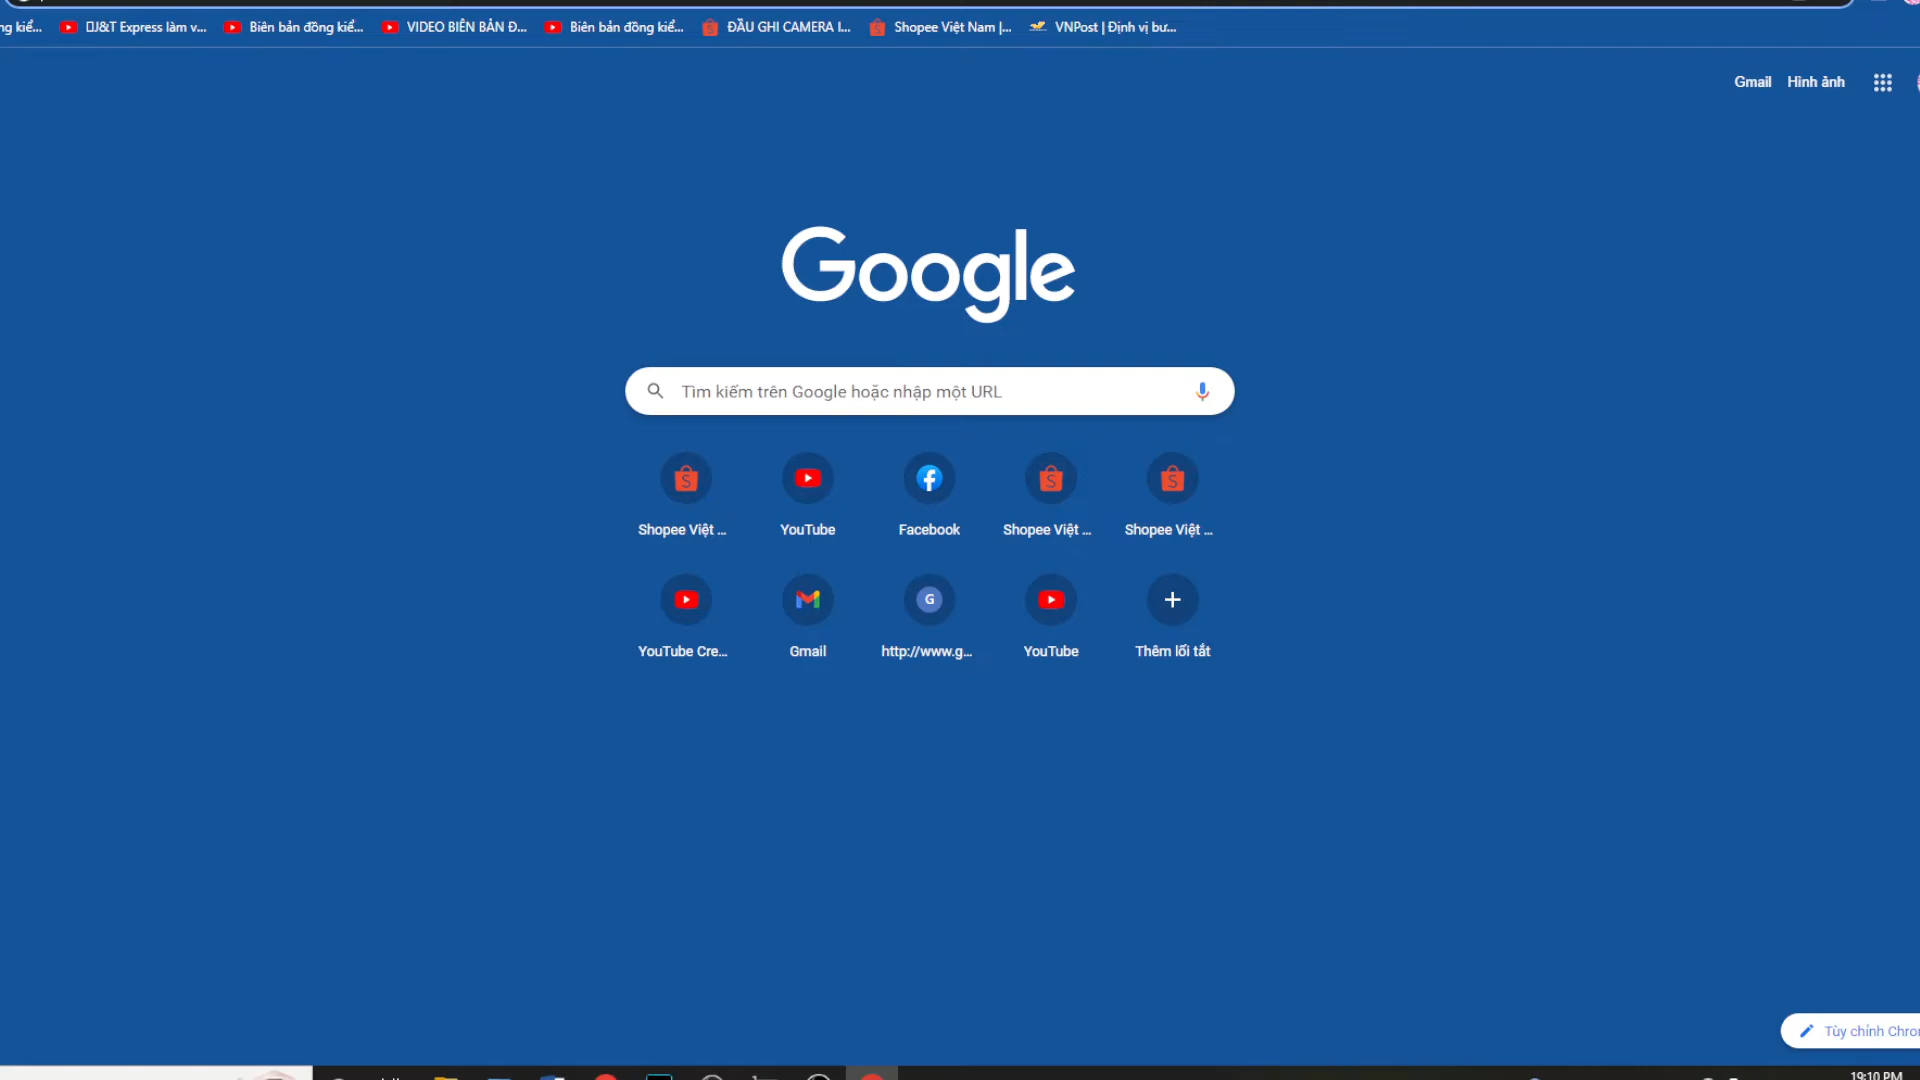 ng kiể...
J&T Express làm v...
Biên bản đồng kiể...
VIDEO BIÊN BẢN Đ...
Biên bản đồng kiể...
ĐẦU GHI CAMERA I...
Shopee Việt Nam |...
VNPost | Định vị bư...
Gmail
Hình ảnh
Google
Tìm kiếm trên Google hoặc nhập một URL
Shopee Việt ...
YouTube
Facebook
Shopee Việt ...
Shopee Việt ...
YouTube Cre...
Gmail
G
http://www.g...
YouTube
Thêm lối tắt
Tùy chỉnh Chro
19:10 PM